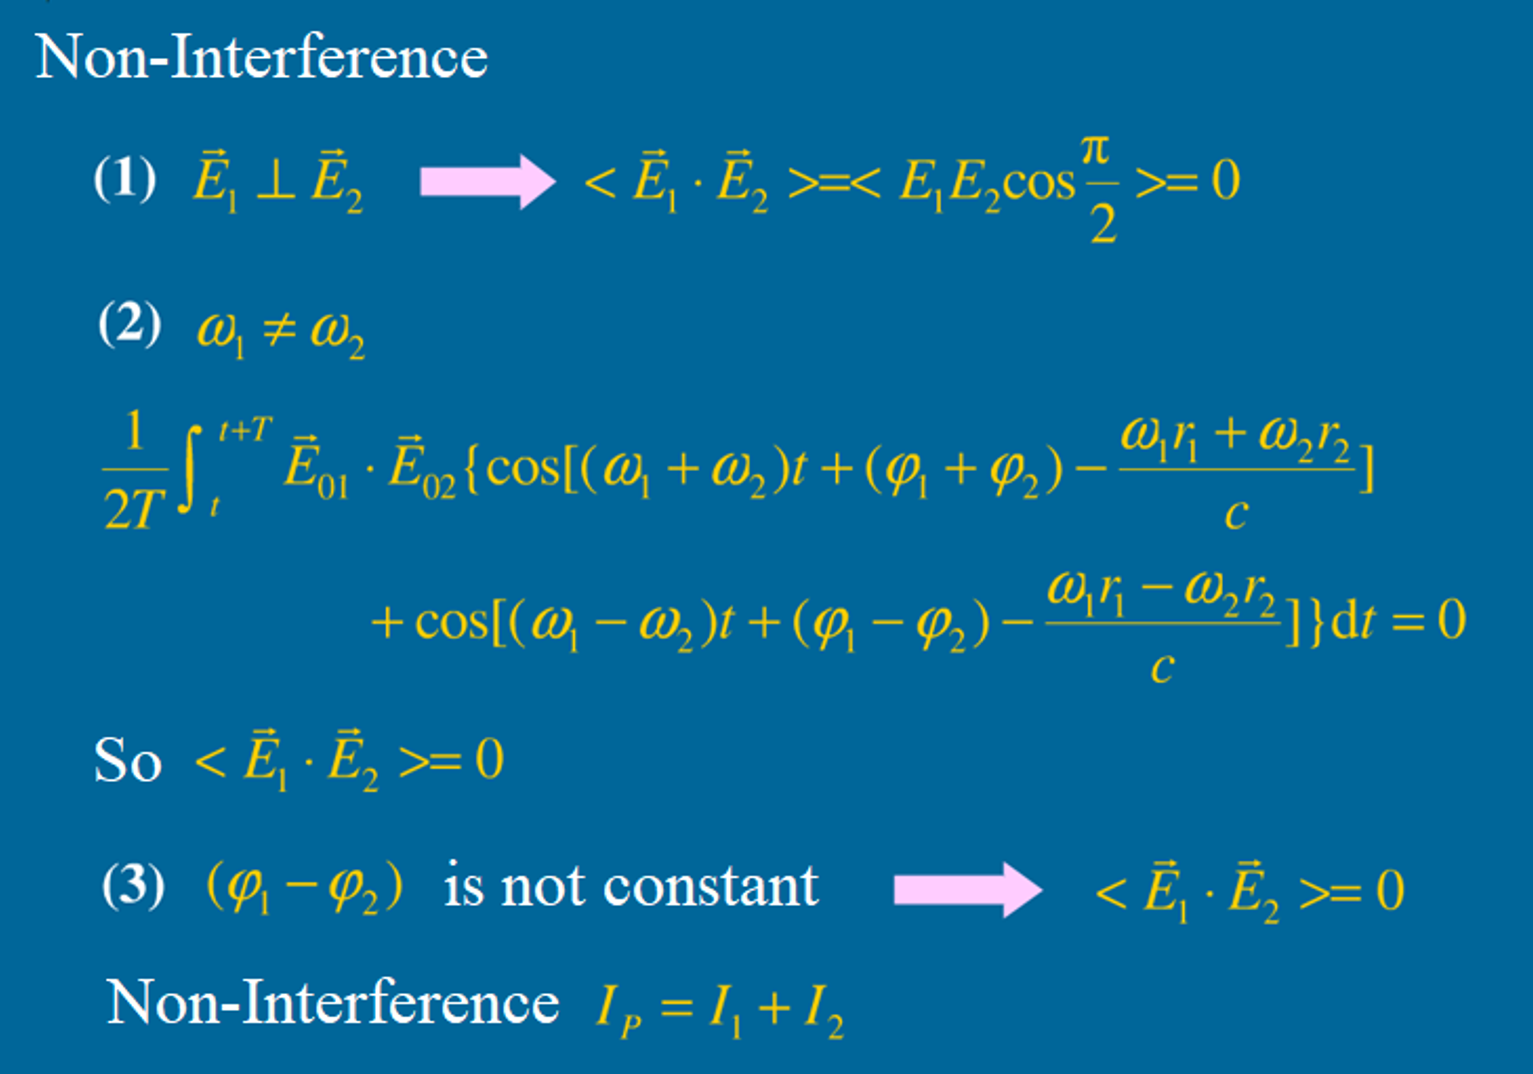 Non-Interference
(1) $\vec{E}_1 \perp \vec{E}_2$ ➡ $< \vec{E}_1 \cdot \vec{E}_2 >=< E_1 E_2 \cos\frac{\pi}{2} >= 0$
(2) $\omega_1 \neq \omega_2$
$\frac{1}{2T}\int_t^{t+T} \vec{E}_{01} \cdot \vec{E}_{02}\{\cos[(\omega_1 + \omega_2)t + (\varphi_1 + \varphi_2) - \frac{\omega_1 r_1 + \omega_2 r_2}{c}]$
$+ \cos[(\omega_1 - \omega_2)t + (\varphi_1 - \varphi_2) - \frac{\omega_1 r_1 - \omega_2 r_2}{c}]\}\mathrm{d}t = 0$
So $< \vec{E}_1 \cdot \vec{E}_2 >= 0$
(3) $(\varphi_1 - \varphi_2)$ is not constant ➡ $< \vec{E}_1 \cdot \vec{E}_2 >= 0$
Non-Interference $I_P = I_1 + I_2$